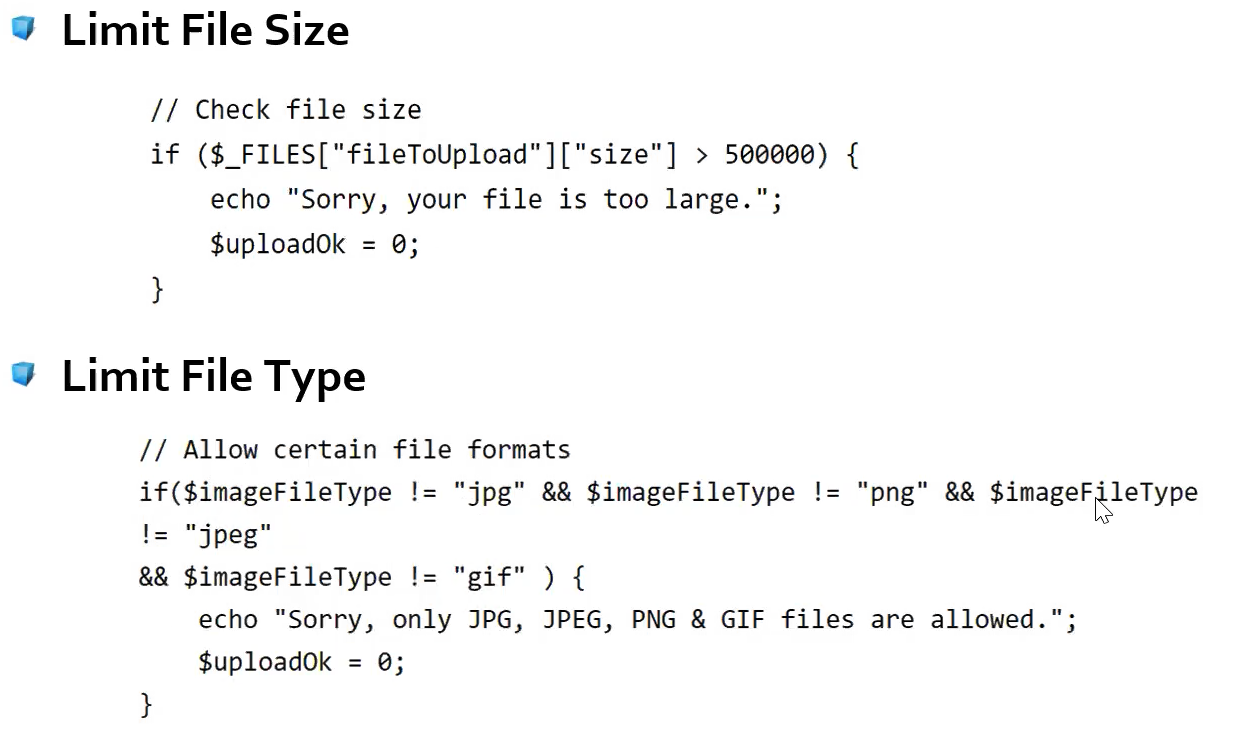 Limit File Size
// Check file size
if ($_FILES["fileToUpload"]["size"] > 500000) {
    echo "Sorry, your file is too large.";
    $uploadOk = 0;
}
Limit File Type
// Allow certain file formats
if($imageFileType != "jpg" && $imageFileType != "png" && $imageFileType
!= "jpeg"
&& $imageFileType != "gif" ) {
    echo "Sorry, only JPG, JPEG, PNG & GIF files are allowed.";
    $uploadOk = 0;
}